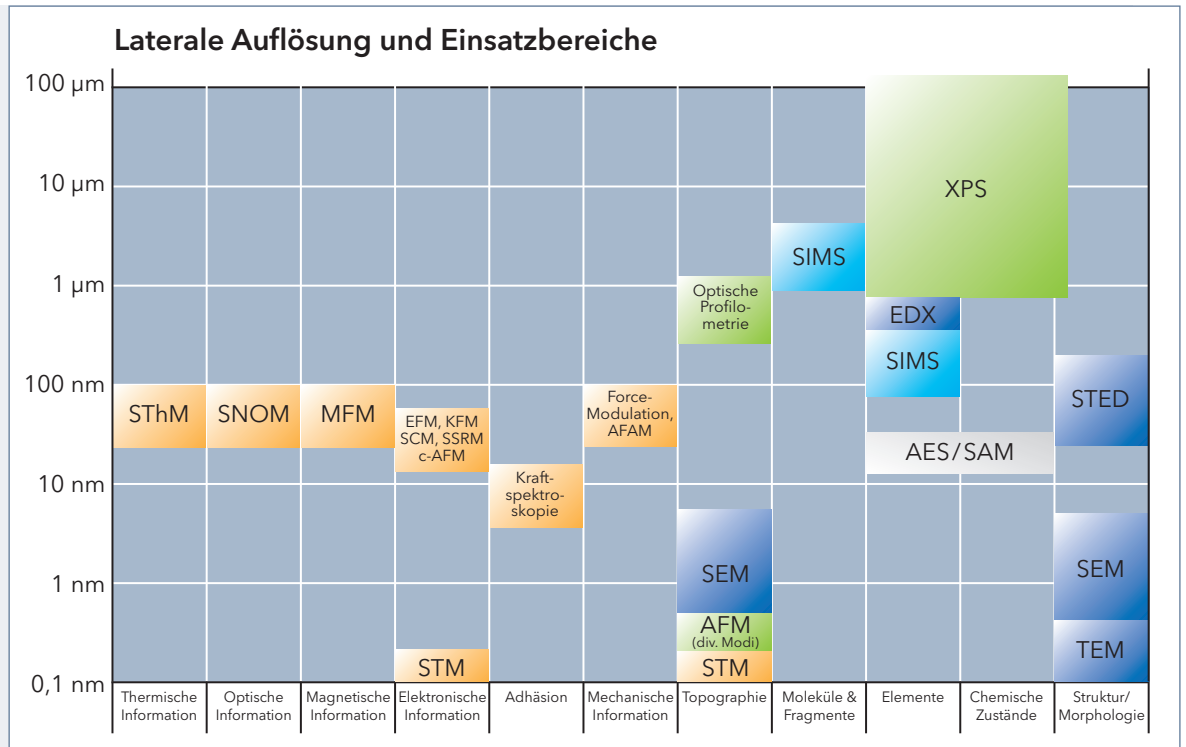 Laterale Auflösung und Einsatzbereiche
100 µm
10 µm
1 µm
100 nm
10 nm
1 nm
0,1 nm
XPS
SIMS
Optische
Profilo-
metrie
EDX
SIMS
SThM
SNOM
MFM
EFM, KFM
SCM, SSRM
c-AFM
Force-
Modulation,
AFAM
STED
AES/SAM
Kraft-
spektro-
skopie
SEM
SEM
AFM
(div. Modi)
TEM
STM
STM
Thermische
Information
Optische
Information
Magnetische
Information
Elektronische
Information
Adhäsion
Mechanische
Information
Topographie
Moleküle &
Fragmente
Elemente
Chemische
Zustände
Struktur/
Morphologie